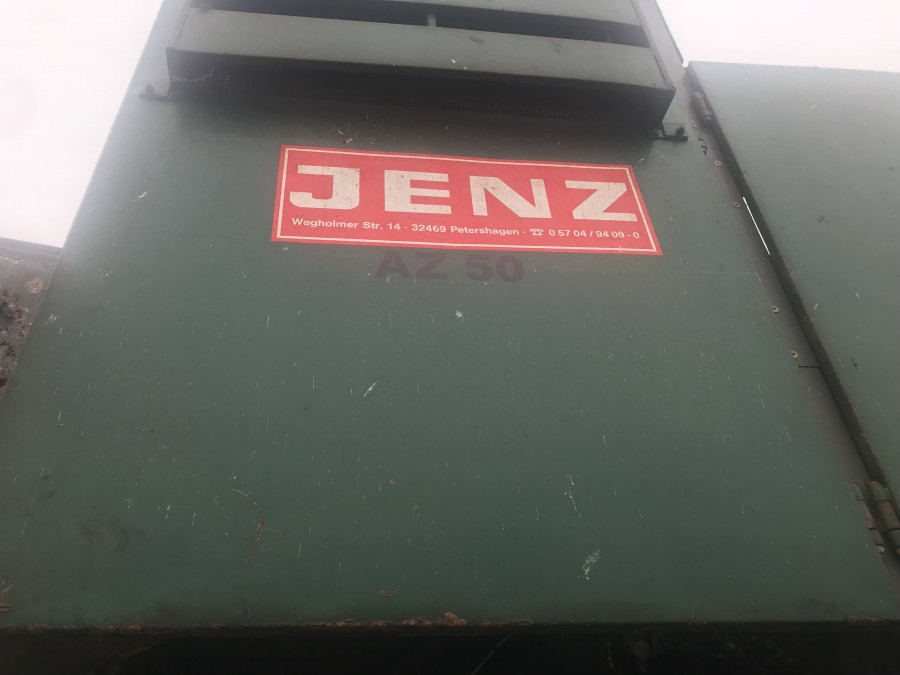 JENZ
Wegholmer Str. 14 · 32469 Petershagen · ☎ 0 57 04 / 94 09 - 0
AZ 50